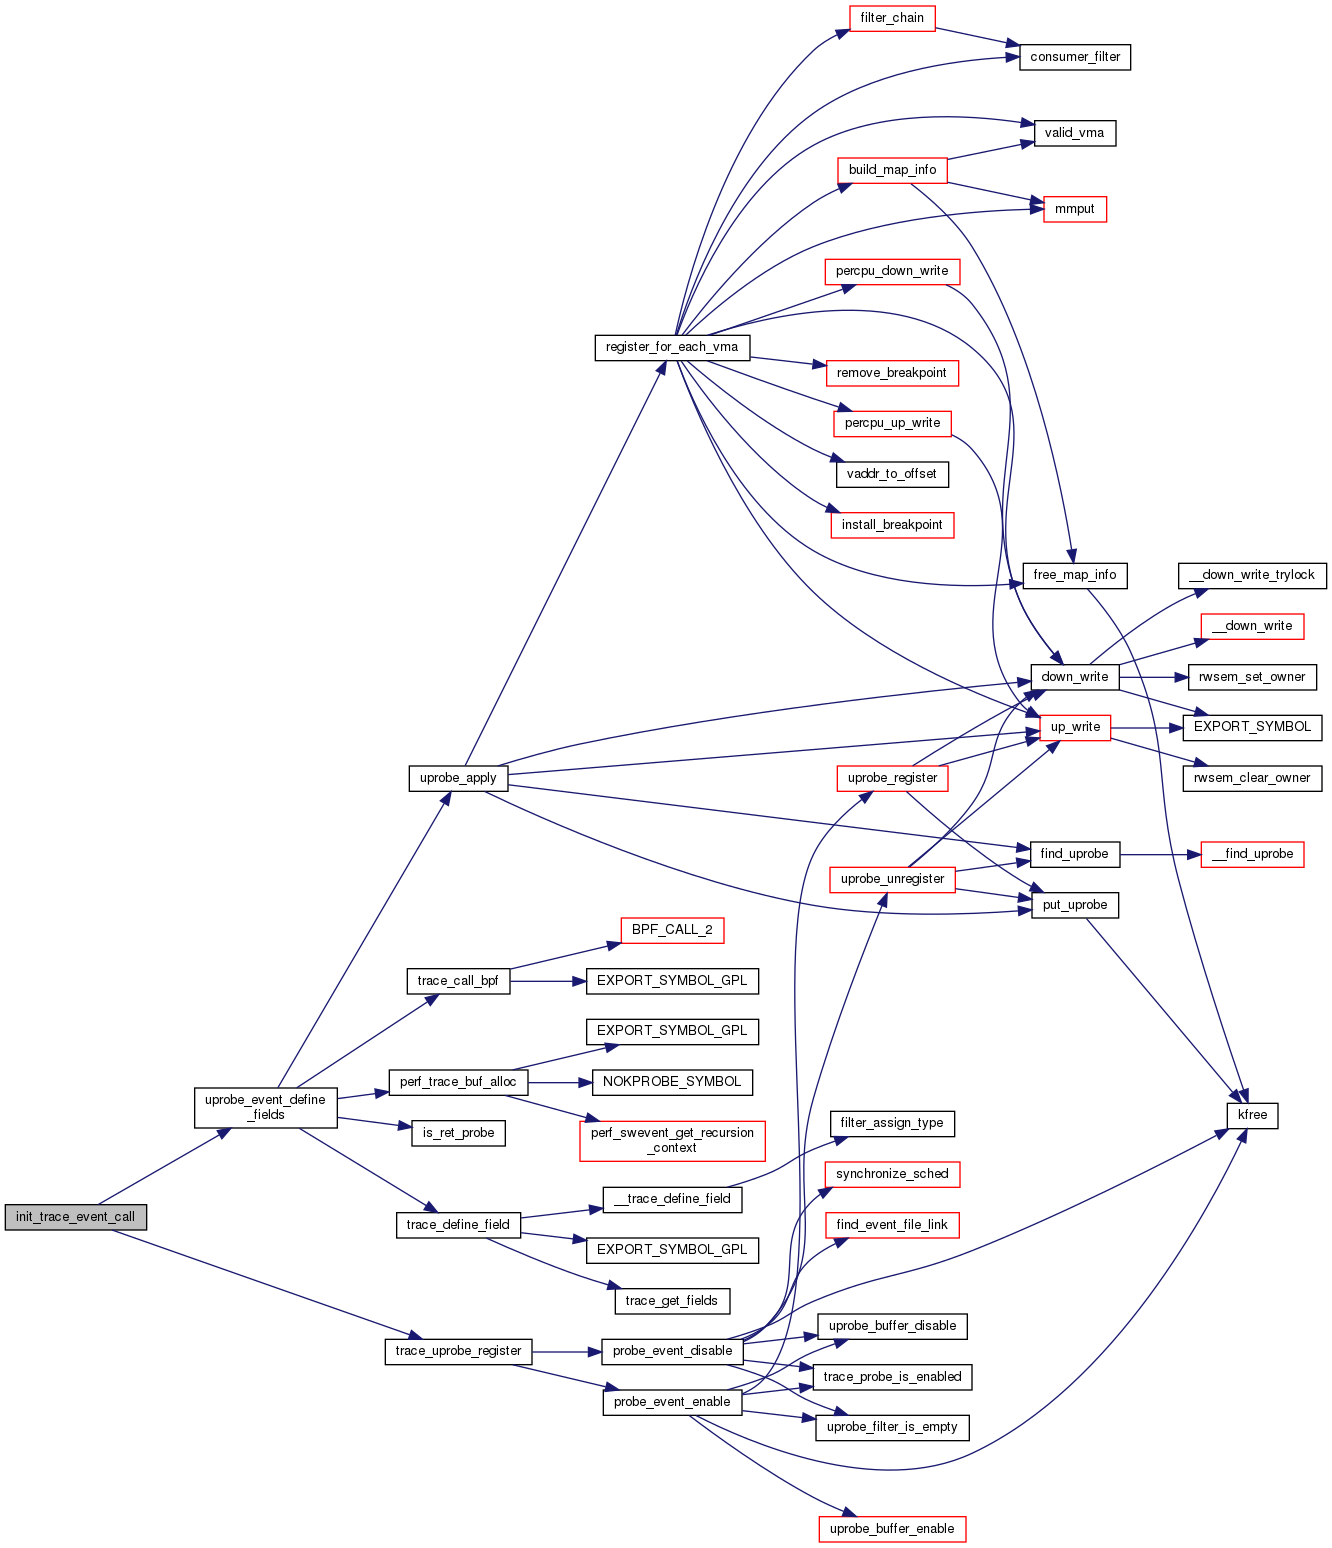 filter_chain
consumer_filter
valid_vma
build_map_info
mmput
percpu_down_write
register_for_each_vma
remove_breakpoint
percpu_up_write
vaddr_to_offset
install_breakpoint
free_map_info
__down_write_trylock
__down_write
down_write
rwsem_set_owner
up_write
EXPORT_SYMBOL
uprobe_apply
uprobe_register
rwsem_clear_owner
find_uprobe
__find_uprobe
uprobe_unregister
put_uprobe
BPF_CALL_2
trace_call_bpf
EXPORT_SYMBOL_GPL
EXPORT_SYMBOL_GPL
perf_trace_buf_alloc
NOKPROBE_SYMBOL
uprobe_event_define
_fields
kfree
is_ret_probe
perf_swevent_get_recursion
_context
filter_assign_type
synchronize_sched
__trace_define_field
init_trace_event_call
trace_define_field
find_event_file_link
EXPORT_SYMBOL_GPL
trace_get_fields
uprobe_buffer_disable
trace_uprobe_register
probe_event_disable
trace_probe_is_enabled
probe_event_enable
uprobe_filter_is_empty
uprobe_buffer_enable